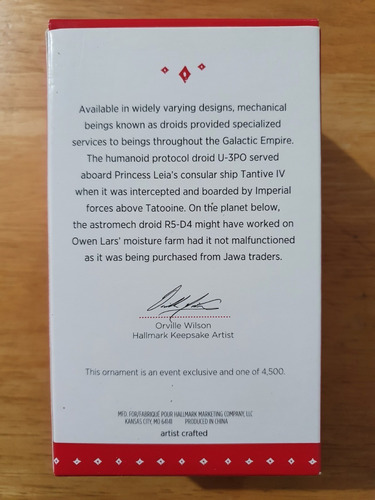 Available in widely varying designs, mechanical
beings known as droids provided specialized
services to beings throughout the Galactic Empire.
The humanoid protocol droid U-3PO served
aboard Princess Leia's consular ship Tantive IV
when it was intercepted and boarded by Imperial
forces above Tatooine. On the planet below,
the astromech droid R5-D4 might have worked on
Owen Lars' moisture farm had it not malfunctioned
as it was being purchased from Jawa traders.
Orville Wilson
Hallmark Keepsake Artist
This ornament is an event exclusive and one of 4,500.
MFD. FOR/FABRIQUÉ POUR HALLMARK MARKETING COMPANY, LLC
KANSAS CITY, MO 64141 PRODUCED IN CHINA
artist crafted